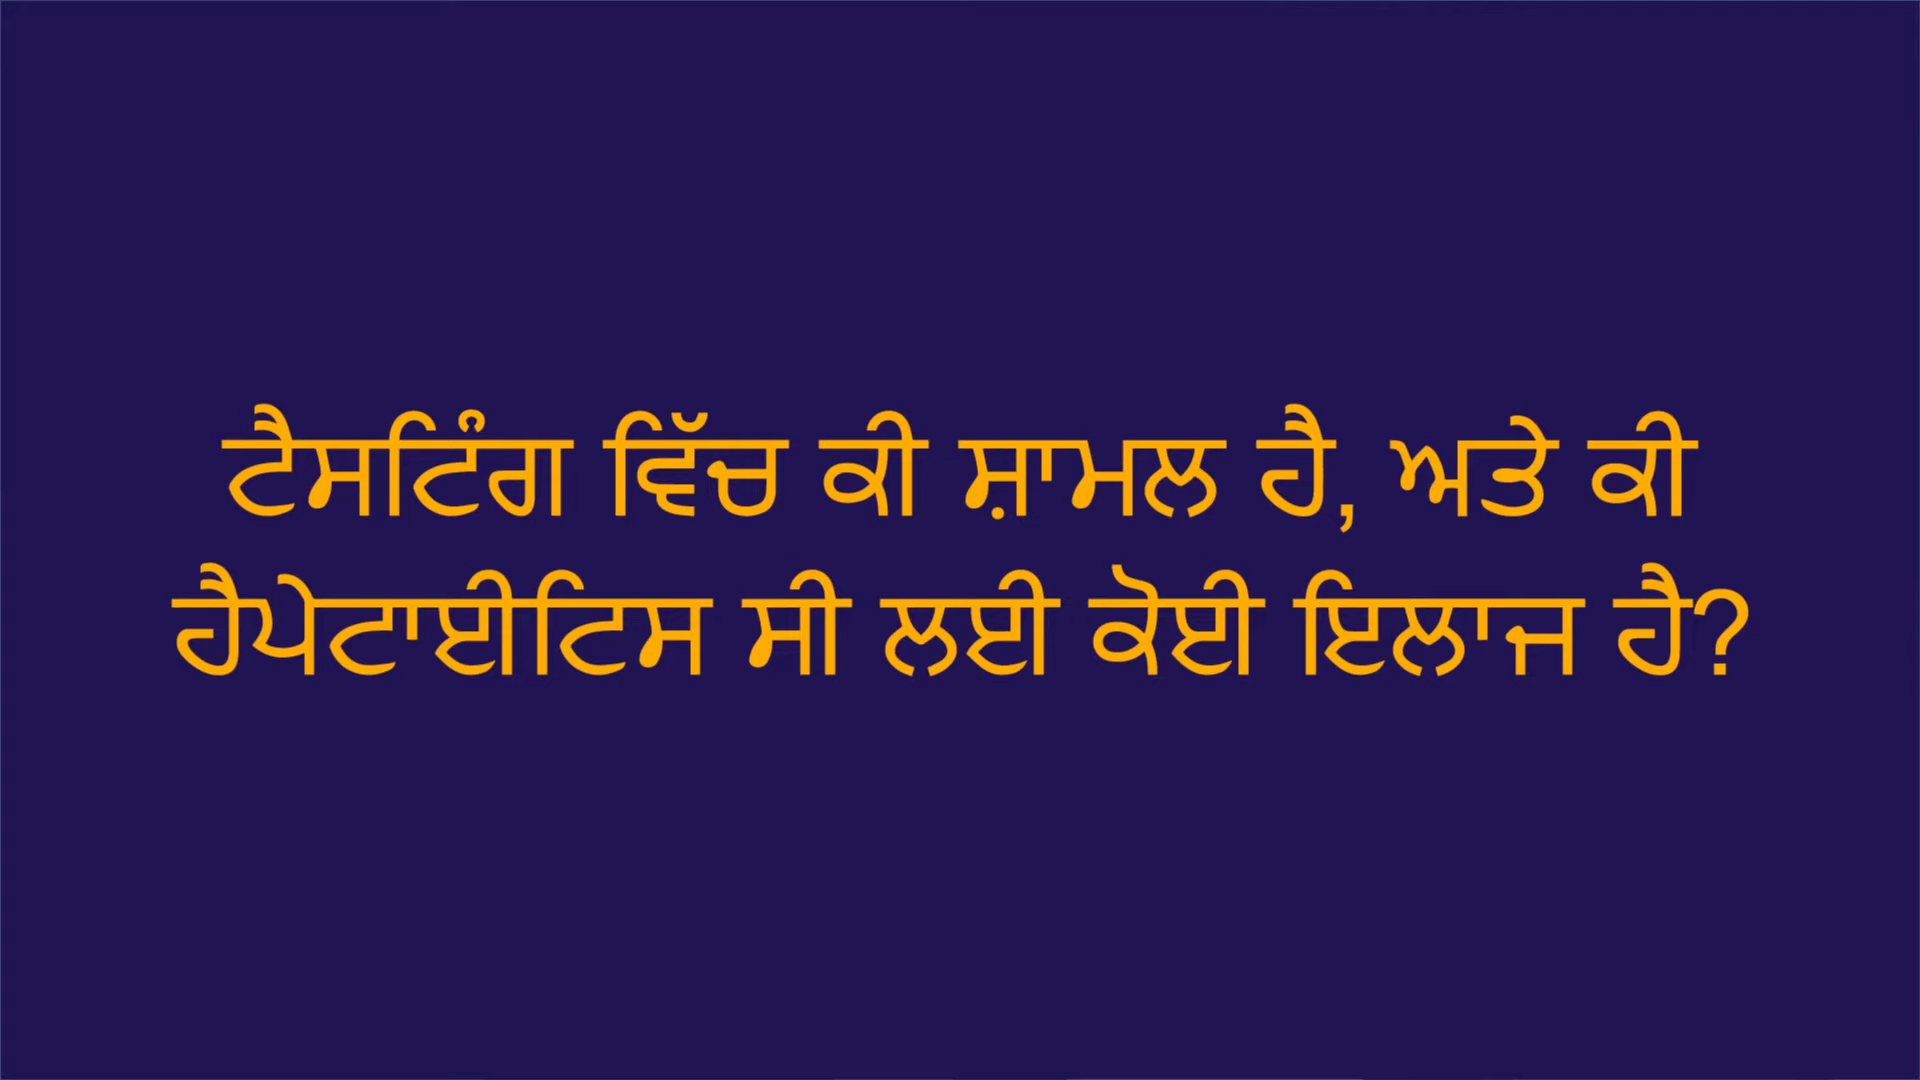 ਟੈਸਟਿੰਗ ਵਿੱਚ ਕੀ ਸ਼ਾਮਲ ਹੈ, ਅਤੇ ਕੀ
ਹੈਪੇਟਾਈਟਿਸ ਸੀ ਲਈ ਕੋਈ ਇਲਾਜ ਹੈ?